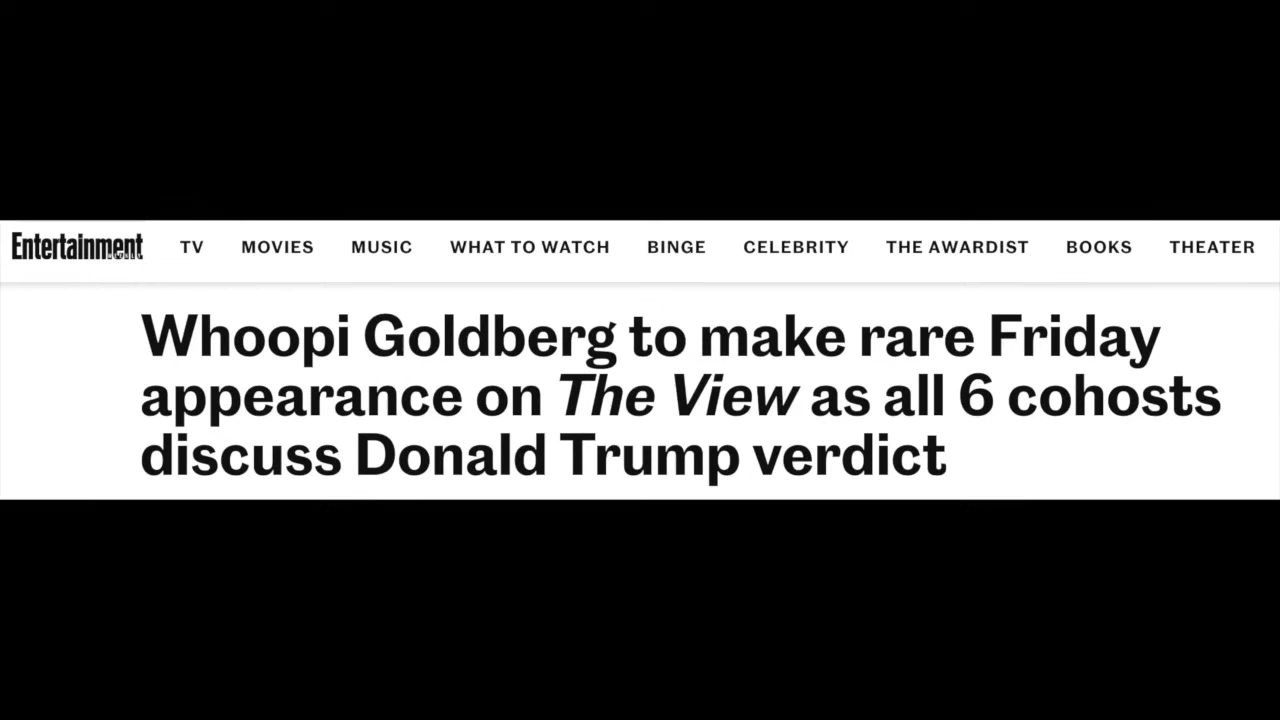 Entertainment TV MOVIES MUSIC WHAT TO WATCH BINGE CELEBRITY THE AWARDIST BOOKS THEATER
Whoopi Goldberg to make rare Friday
appearance on The View as all 6 cohosts
discuss Donald Trump verdict